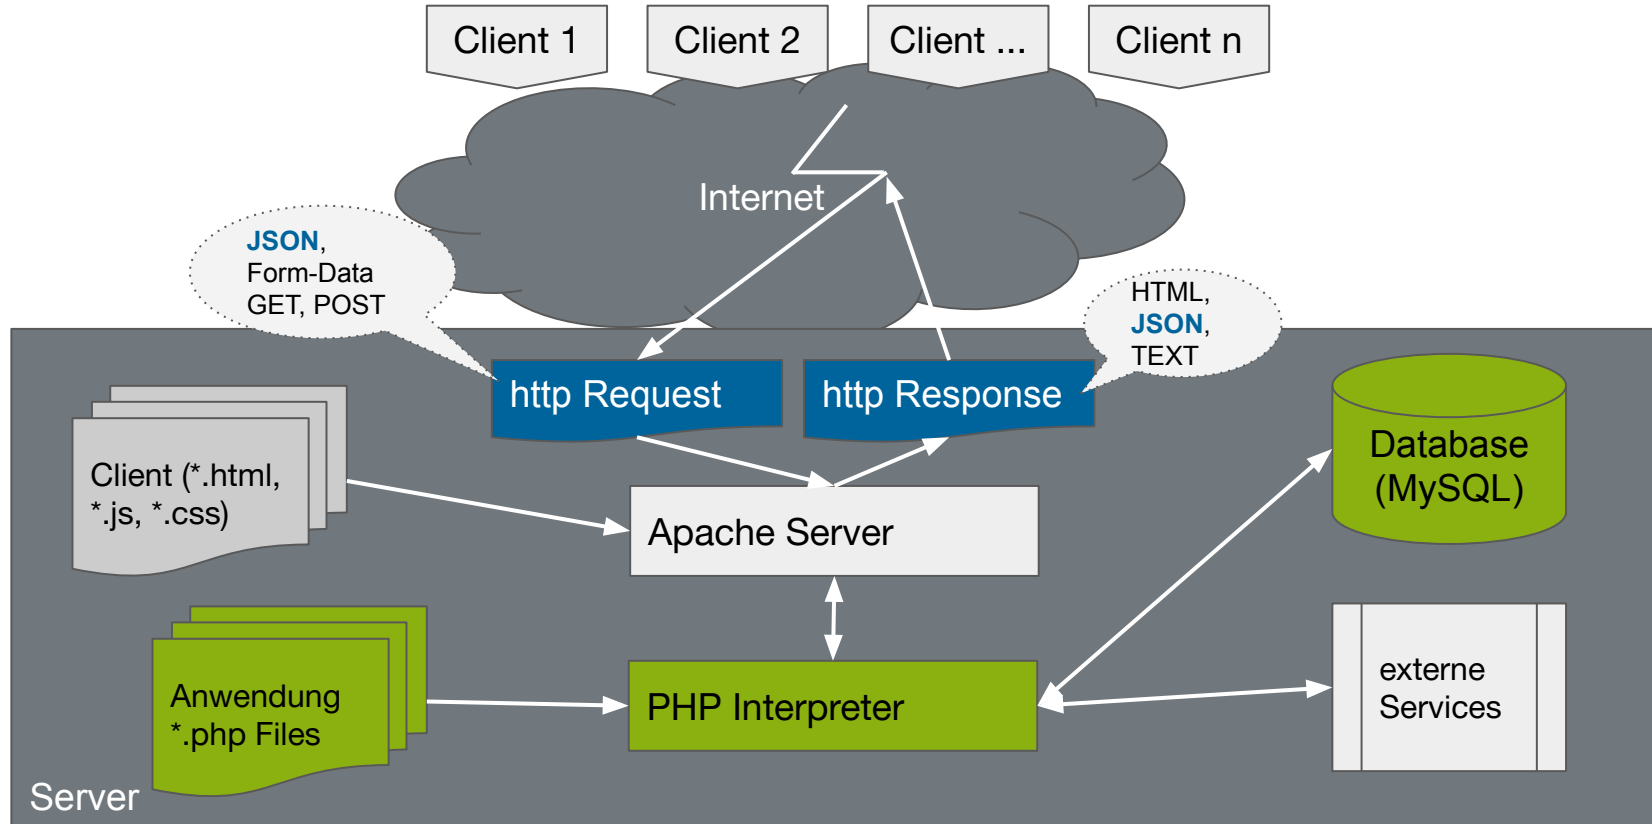 Client 1
Client 2
Client ...
Client n
Internet
JSON,
Form-Data
GET, POST
HTML,
JSON,
TEXT
http Request
http Response
Client (*.html,
*.js, *.css)
Database
(MySQL)
Apache Server
Anwendung
*.php Files
PHP Interpreter
externe
Services
Server